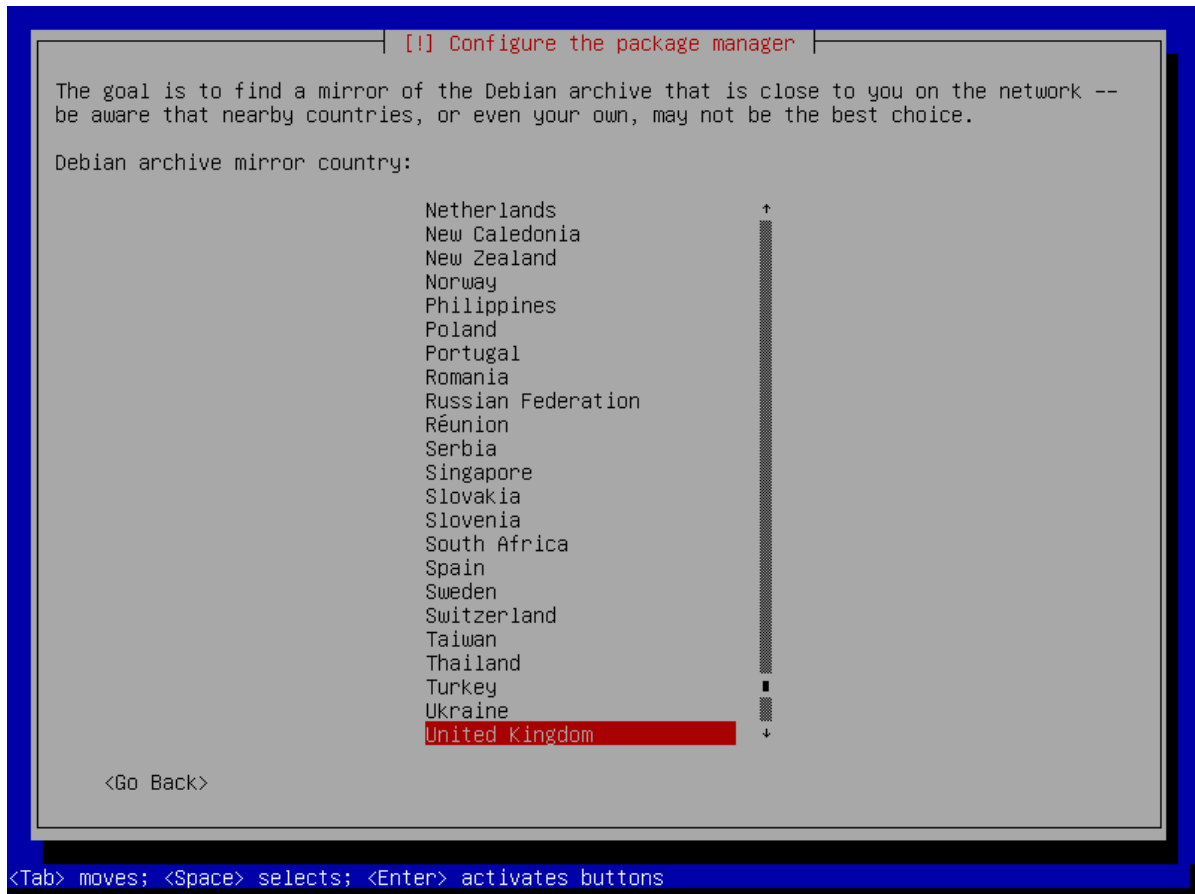 [!] Configure the package manager
The goal is to find a mirror of the Debian archive that is close to you on the network --
be aware that nearby countries, or even your own, may not be the best choice.
Debian archive mirror country:
Netherlands
New Caledonia
New Zealand
Norway
Philippines
Poland
Portugal
Romania
Russian Federation
Réunion
Serbia
Singapore
Slovakia
Slovenia
South Africa
Spain
Sweden
Switzerland
Taiwan
Thailand
Turkey
Ukraine
United Kingdom
<Go Back>
<Tab> moves; <Space> selects; <Enter> activates buttons